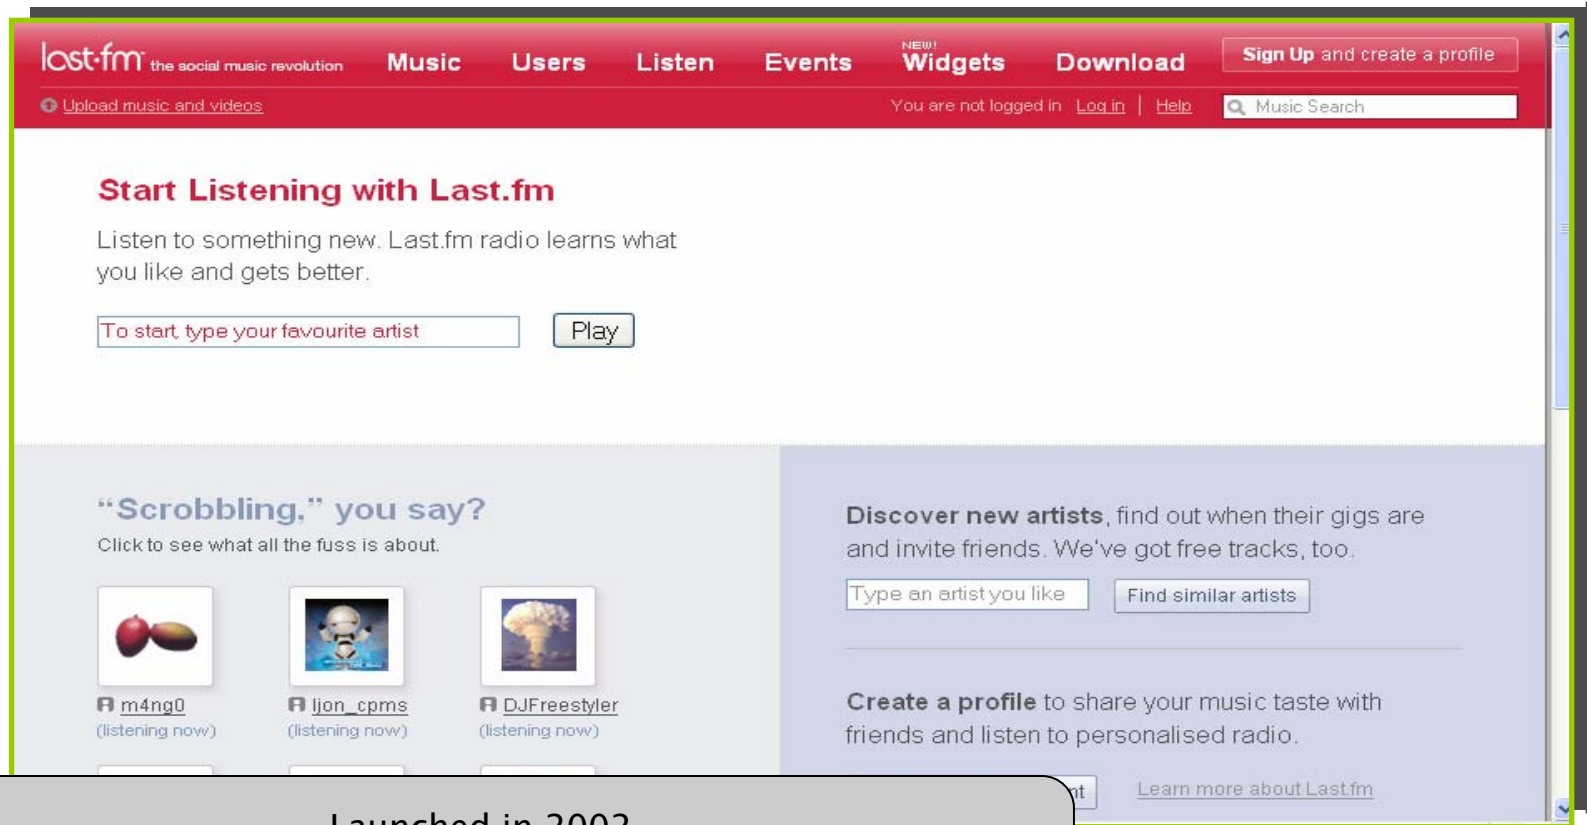 last.fm the social music revolution
Music
Users
Listen
Events
NEW!
Widgets
Download
Sign Up and create a profile
Upload music and videos
You are not logged in Log in | Help
Music Search
Start Listening with Last.fm
Listen to something new. Last.fm radio learns what
you like and gets better.
To start, type your favourite artist
Play
“Scrobbling,” you say?
Click to see what all the fuss is about.
m4ng0
(listening now)
ljon_cpms
(listening now)
DJFreestyler
(listening now)
Discover new artists, find out when their gigs are
and invite friends. We've got free tracks, too.
Type an artist you like
Find similar artists
Create a profile to share your music taste with
friends and listen to personalised radio.
Learn more about Last.fm
Launched in